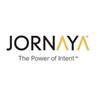 JORNAYA
The Power of Intent™